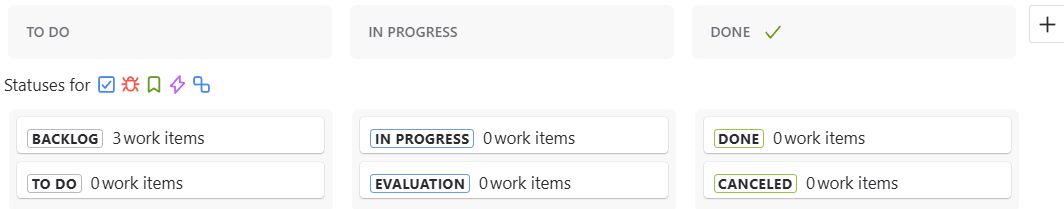 TO DO
IN PROGRESS
DONE
Statuses for
BACKLOG 3 work items
IN PROGRESS 0 work items
DONE 0 work items
TO DO 0 work items
EVALUATION 0 work items
CANCELED 0 work items